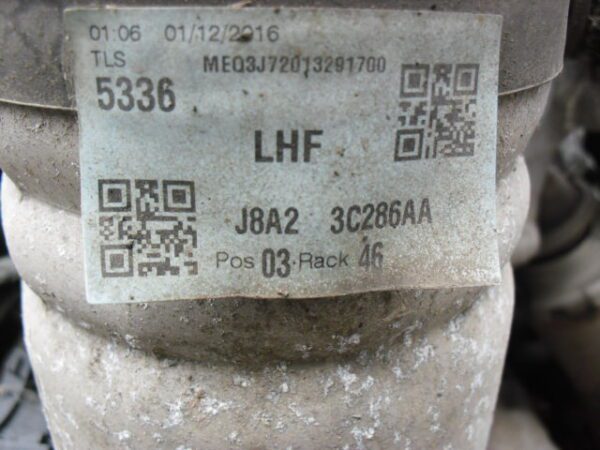 01:06 01/12/2016
TLS MEQ3J72013291700
5336
LHF
J8A2 3C286AA
Pos 03 Rack 46